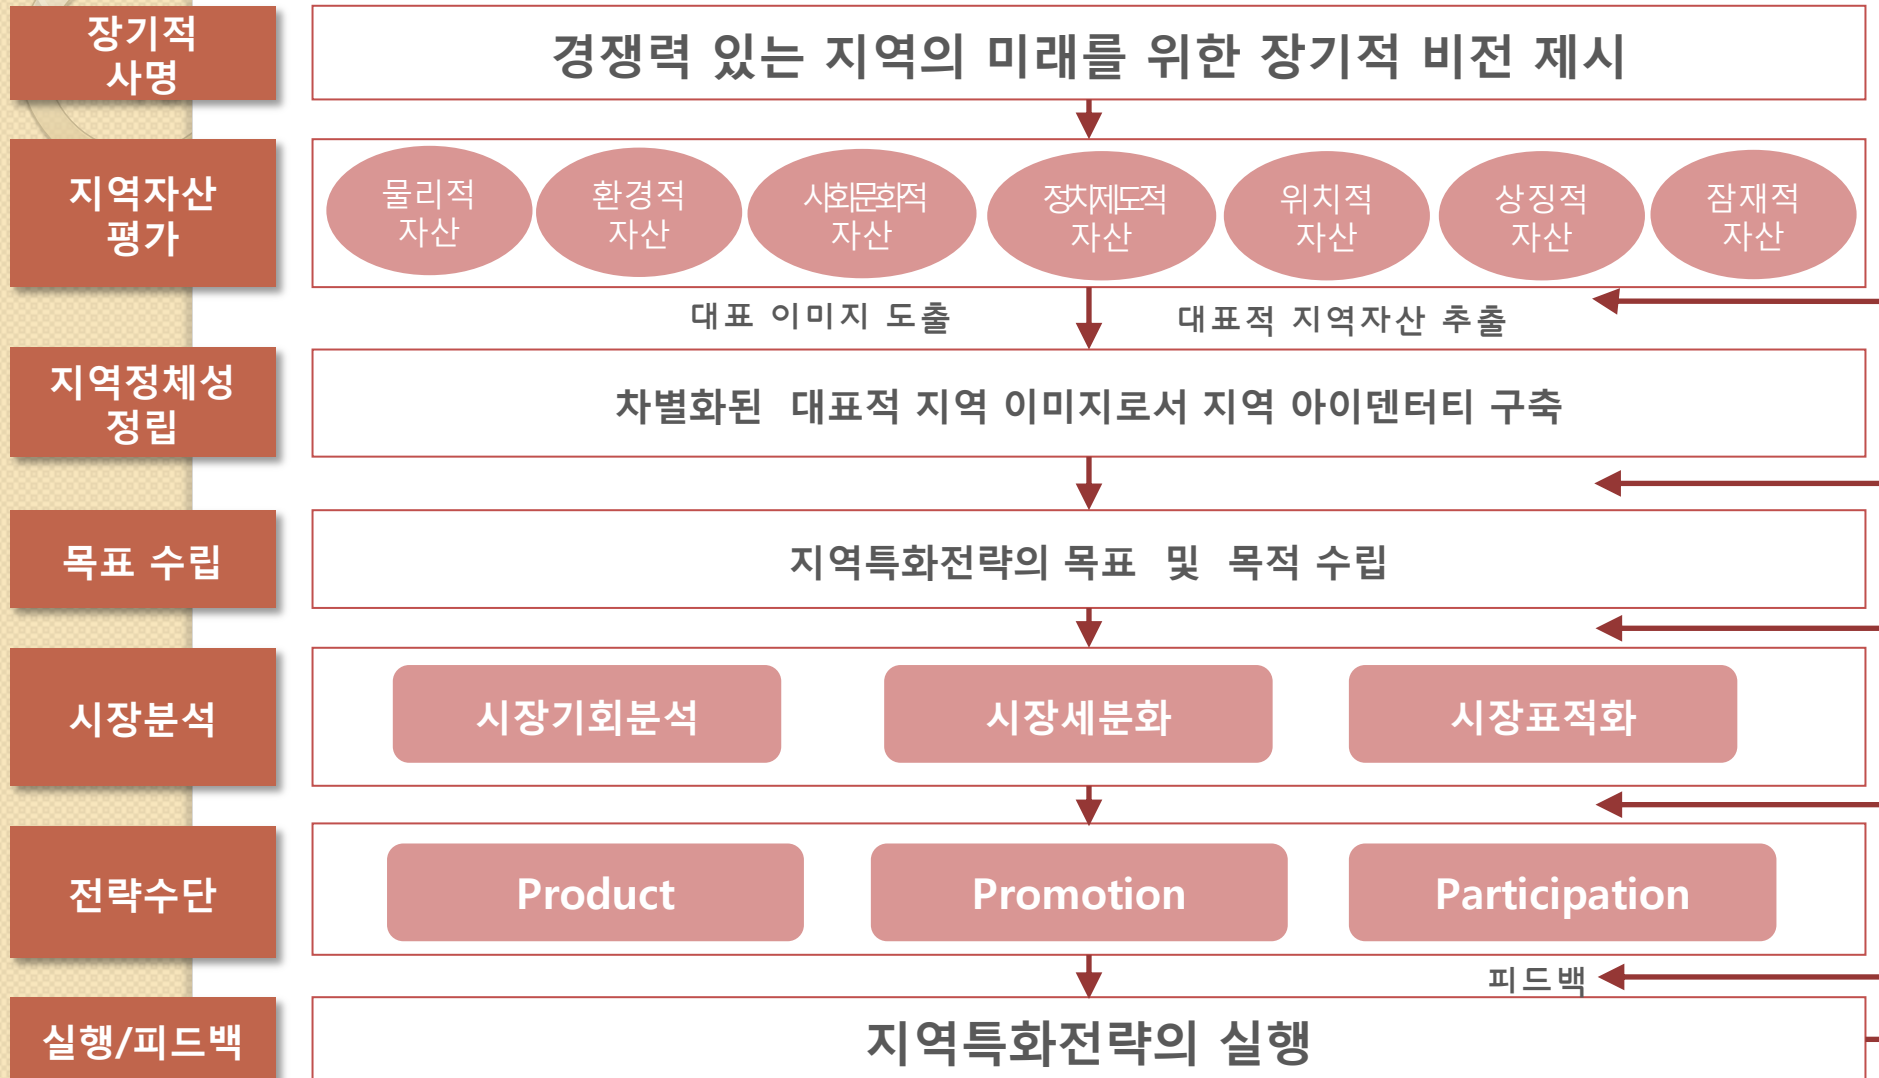 장기적
사명
경쟁력 있는 지역의 미래를 위한 장기적 비전 제시
지역자산
평가
물리적
자산
환경적
자산
사회문화적
자산
정치제도적
자산
위치적
자산
상징적
자산
잠재적
자산
대표 이미지 도출
대표적 지역자산 추출
지역정체성
정립
차별화된 대표적 지역 이미지로서 지역 아이덴터티 구축
목표 수립
지역특화전략의 목표 및 목적 수립
시장분석
시장기회분석
시장세분화
시장표적화
전략수단
Product
Promotion
Participation
피드백
실행/피드백
지역특화전략의 실행